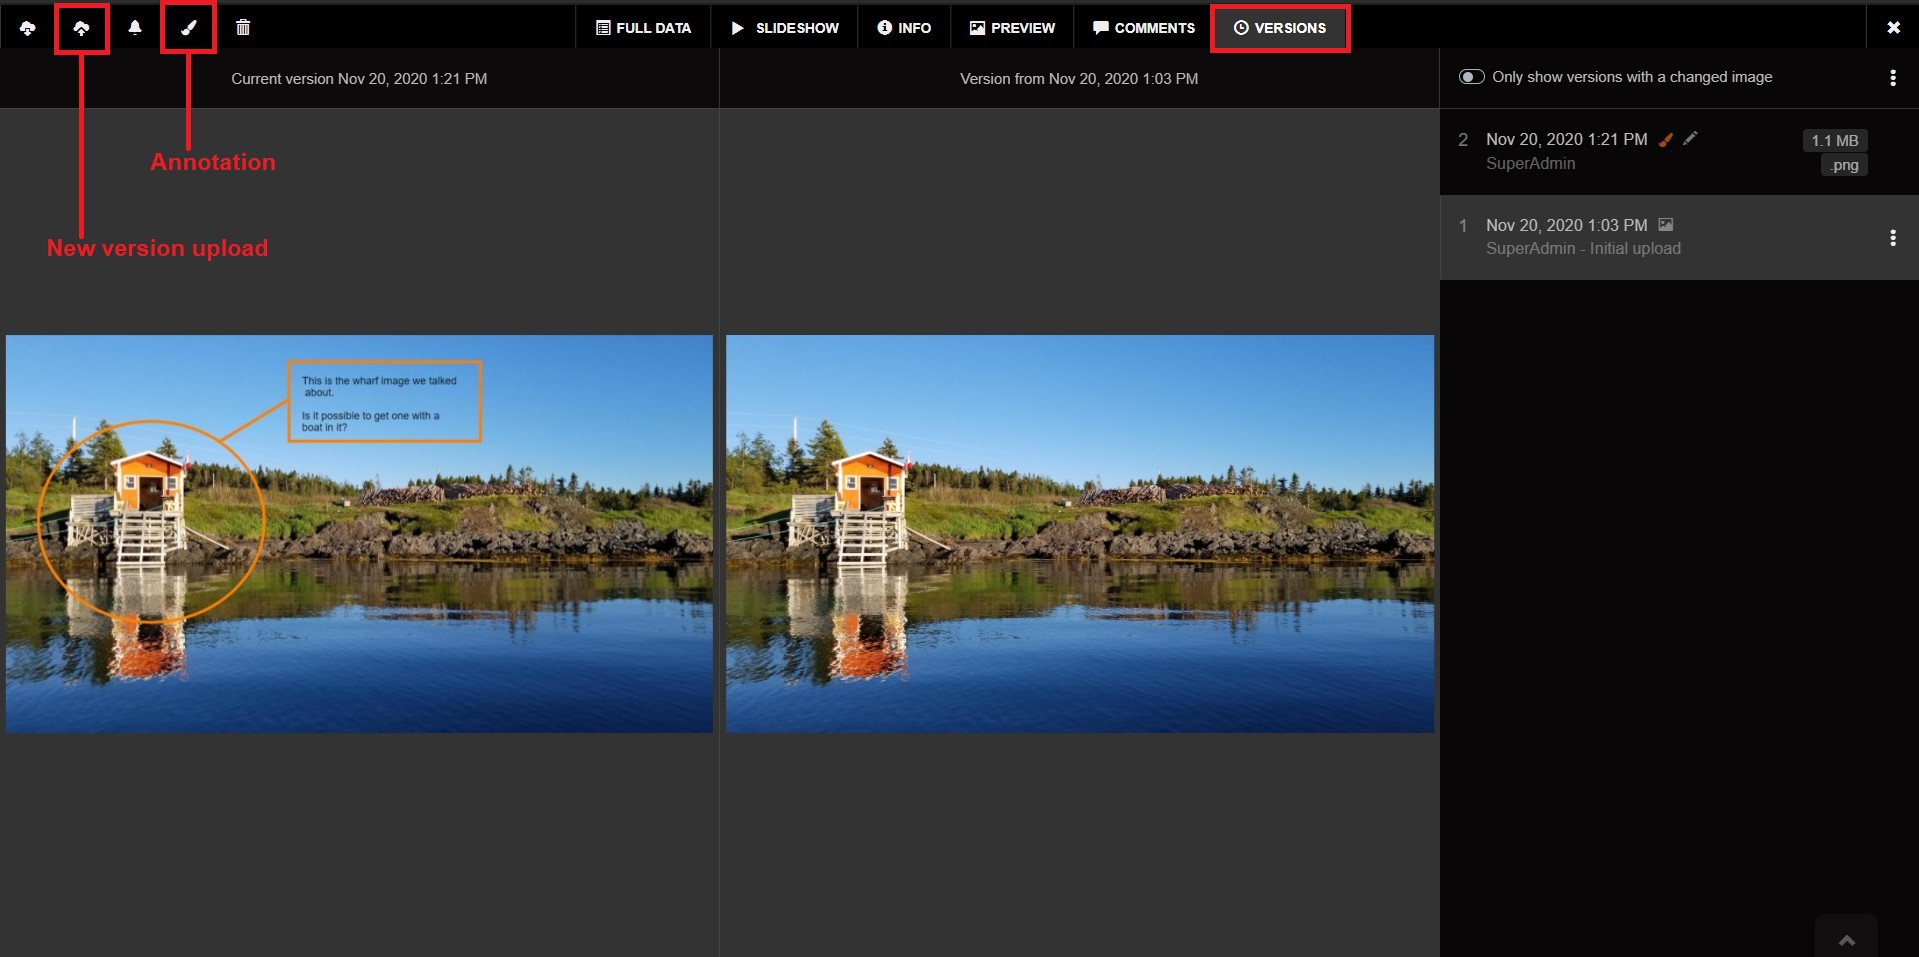 FULL DATA SLIDESHOW INFO PREVIEW COMMENTS VERSIONS
Current version Nov 20, 2020 1:21 PM
Version from Nov 20, 2020 1:03 PM
Only show versions with a changed image
Annotation
New version upload
2 Nov 20, 2020 1:21 PM 1.1 MB
SuperAdmin .png
1 Nov 20, 2020 1:03 PM
SuperAdmin - Initial upload
This is the wharf image we talked
about.
Is it possible to get one with a
boat in it?